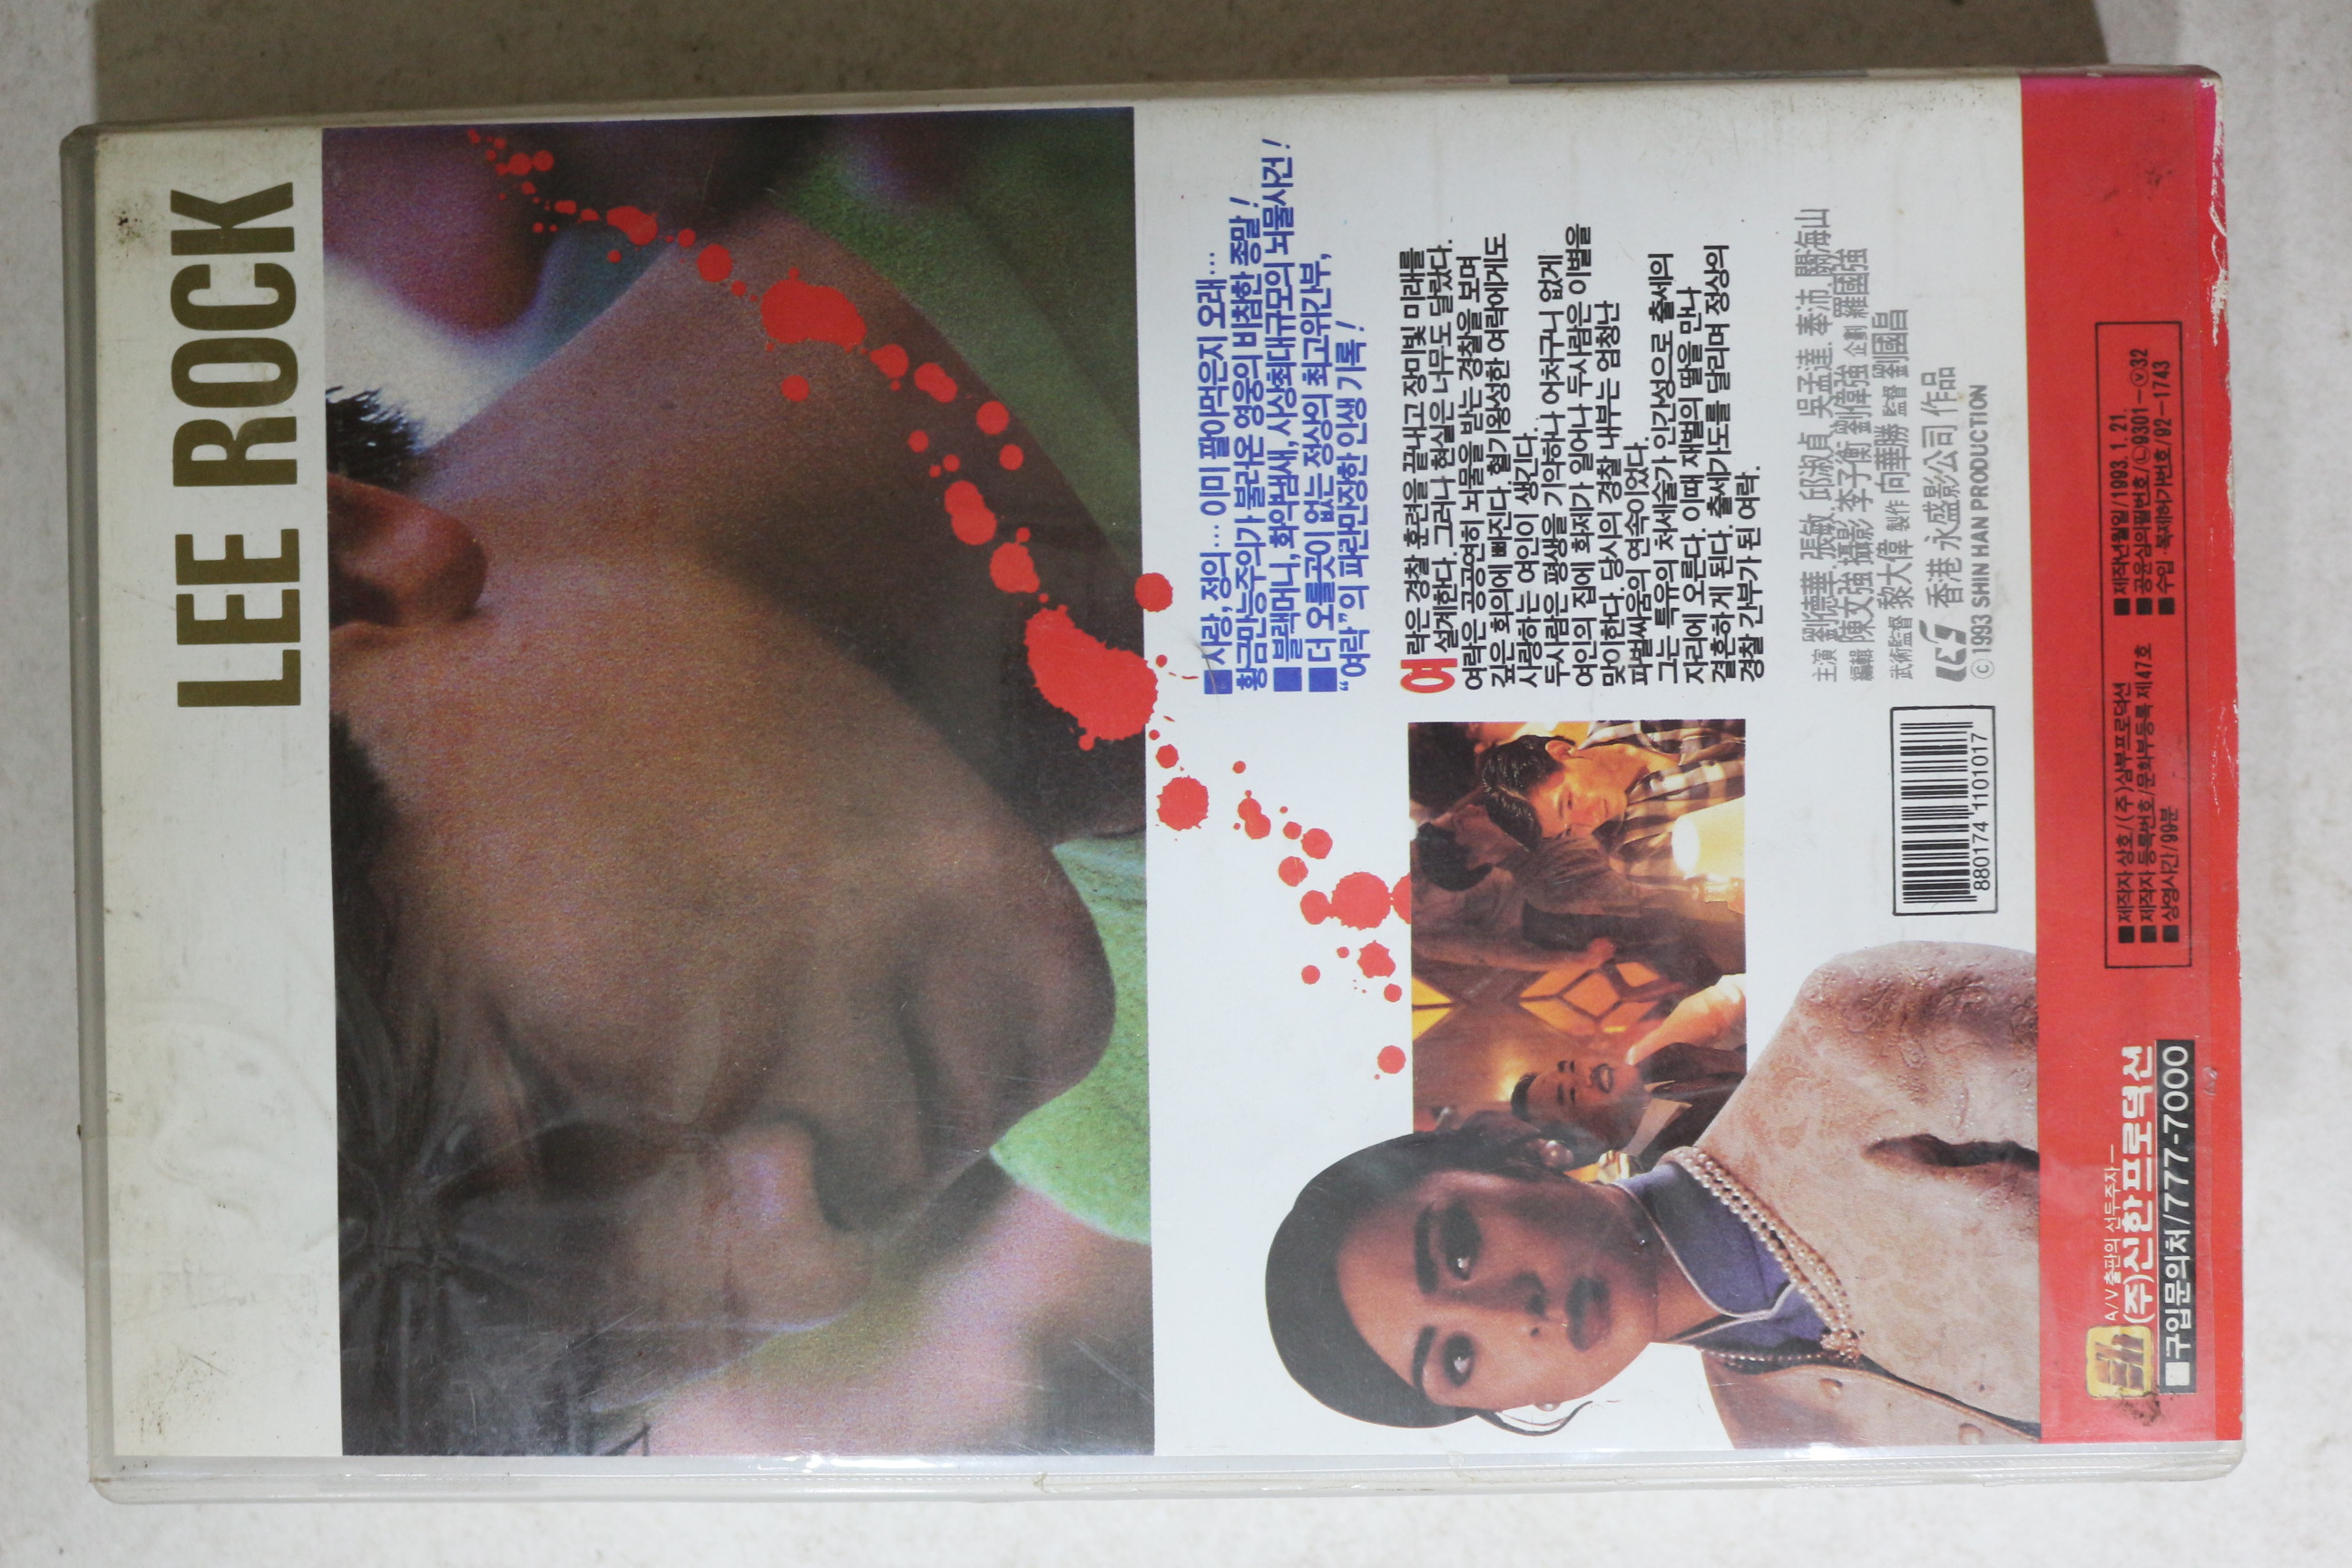 LEE ROCK
■사랑, 정의… 이미 팔아먹은지 오래…
황금만능주의가 불러온 영웅의 비참한 종말!
■블랙머니, 화약냄새, 사상최대규모의 뇌물사건!
■더 오를곳이 없는 정상의 최고위간부,
“여락”의 파란만장한 인생 기록!
여락은 경찰 훈련을 끝내고 장미빛 미래를
설계한다. 그러나 현실은 너무도 달랐다.
여락은 공공연히 뇌물을 받는 경찰을 보며
깊은 회의에 빠진다. 혈기왕성한 여락에게도
사랑하는 여인이 생긴다.
두사람은 평생을 기약하나 어처구니 없게
여인의 집에 화재가 일어나 두사람은 이별을
맞이한다. 당시의 경찰 내부는 엄청난
파벌싸움의 연속이었다.
그는 특유의 처세술과 인간성으로 출세의
자리에 오른다. 이때 재벌의 딸을 만나
결혼하게 된다. 출세가도를 달리며 정상의
경찰 간부가 된 여락.
主演 劉德華. 張敏. 邱淑貞. 吳孟達. 秦沛. 關海山
編輯 陳文強 攝影 李子衡 劉偉強 企劃 羅國強
武術監督 黎大偉 製作 向華勝 監督 劉國昌
香港 永盛影公司 作品
ⓒ 1993 SHIN HAN PRODUCTION
8801741101017
■제작자 상호/(주)삼부프로덕션
■제작자 등록번호/문화부등록 제47호
■상영시간/99분
■제작년월일/1993. 1. 21.
■공윤심의필번호/ⓛ9301-ⓥ32
■수입·복제허가번호/92-1743
A/V 출판의 선두주자—
(주)신한프로덕션
■구입문의처/777-7000